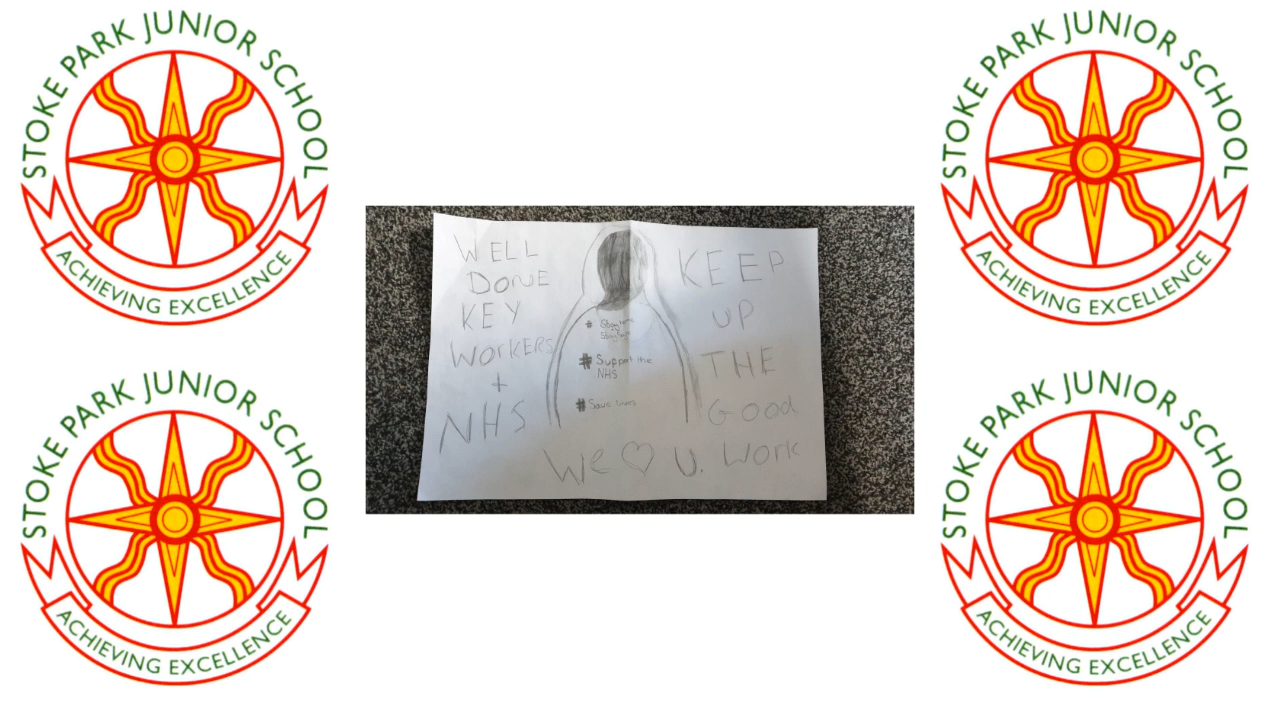 STOKE PARK JUNIOR SCHOOL
ACHIEVING EXCELLENCE
STOKE PARK JUNIOR SCHOOL
ACHIEVING EXCELLENCE
WELL
DONE
KEY
WORKERS
+
NHS
#
# Support the
NHS
# Save lives
KEEP
UP
THE
Good
Work
We ♡ U.
STOKE PARK JUNIOR SCHOOL
ACHIEVING EXCELLENCE
STOKE PARK JUNIOR SCHOOL
ACHIEVING EXCELLENCE